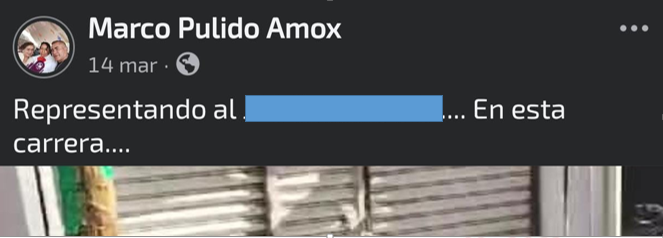 Marco Pulido Amox
14 mar ·
Representando al .... En esta
carrera....